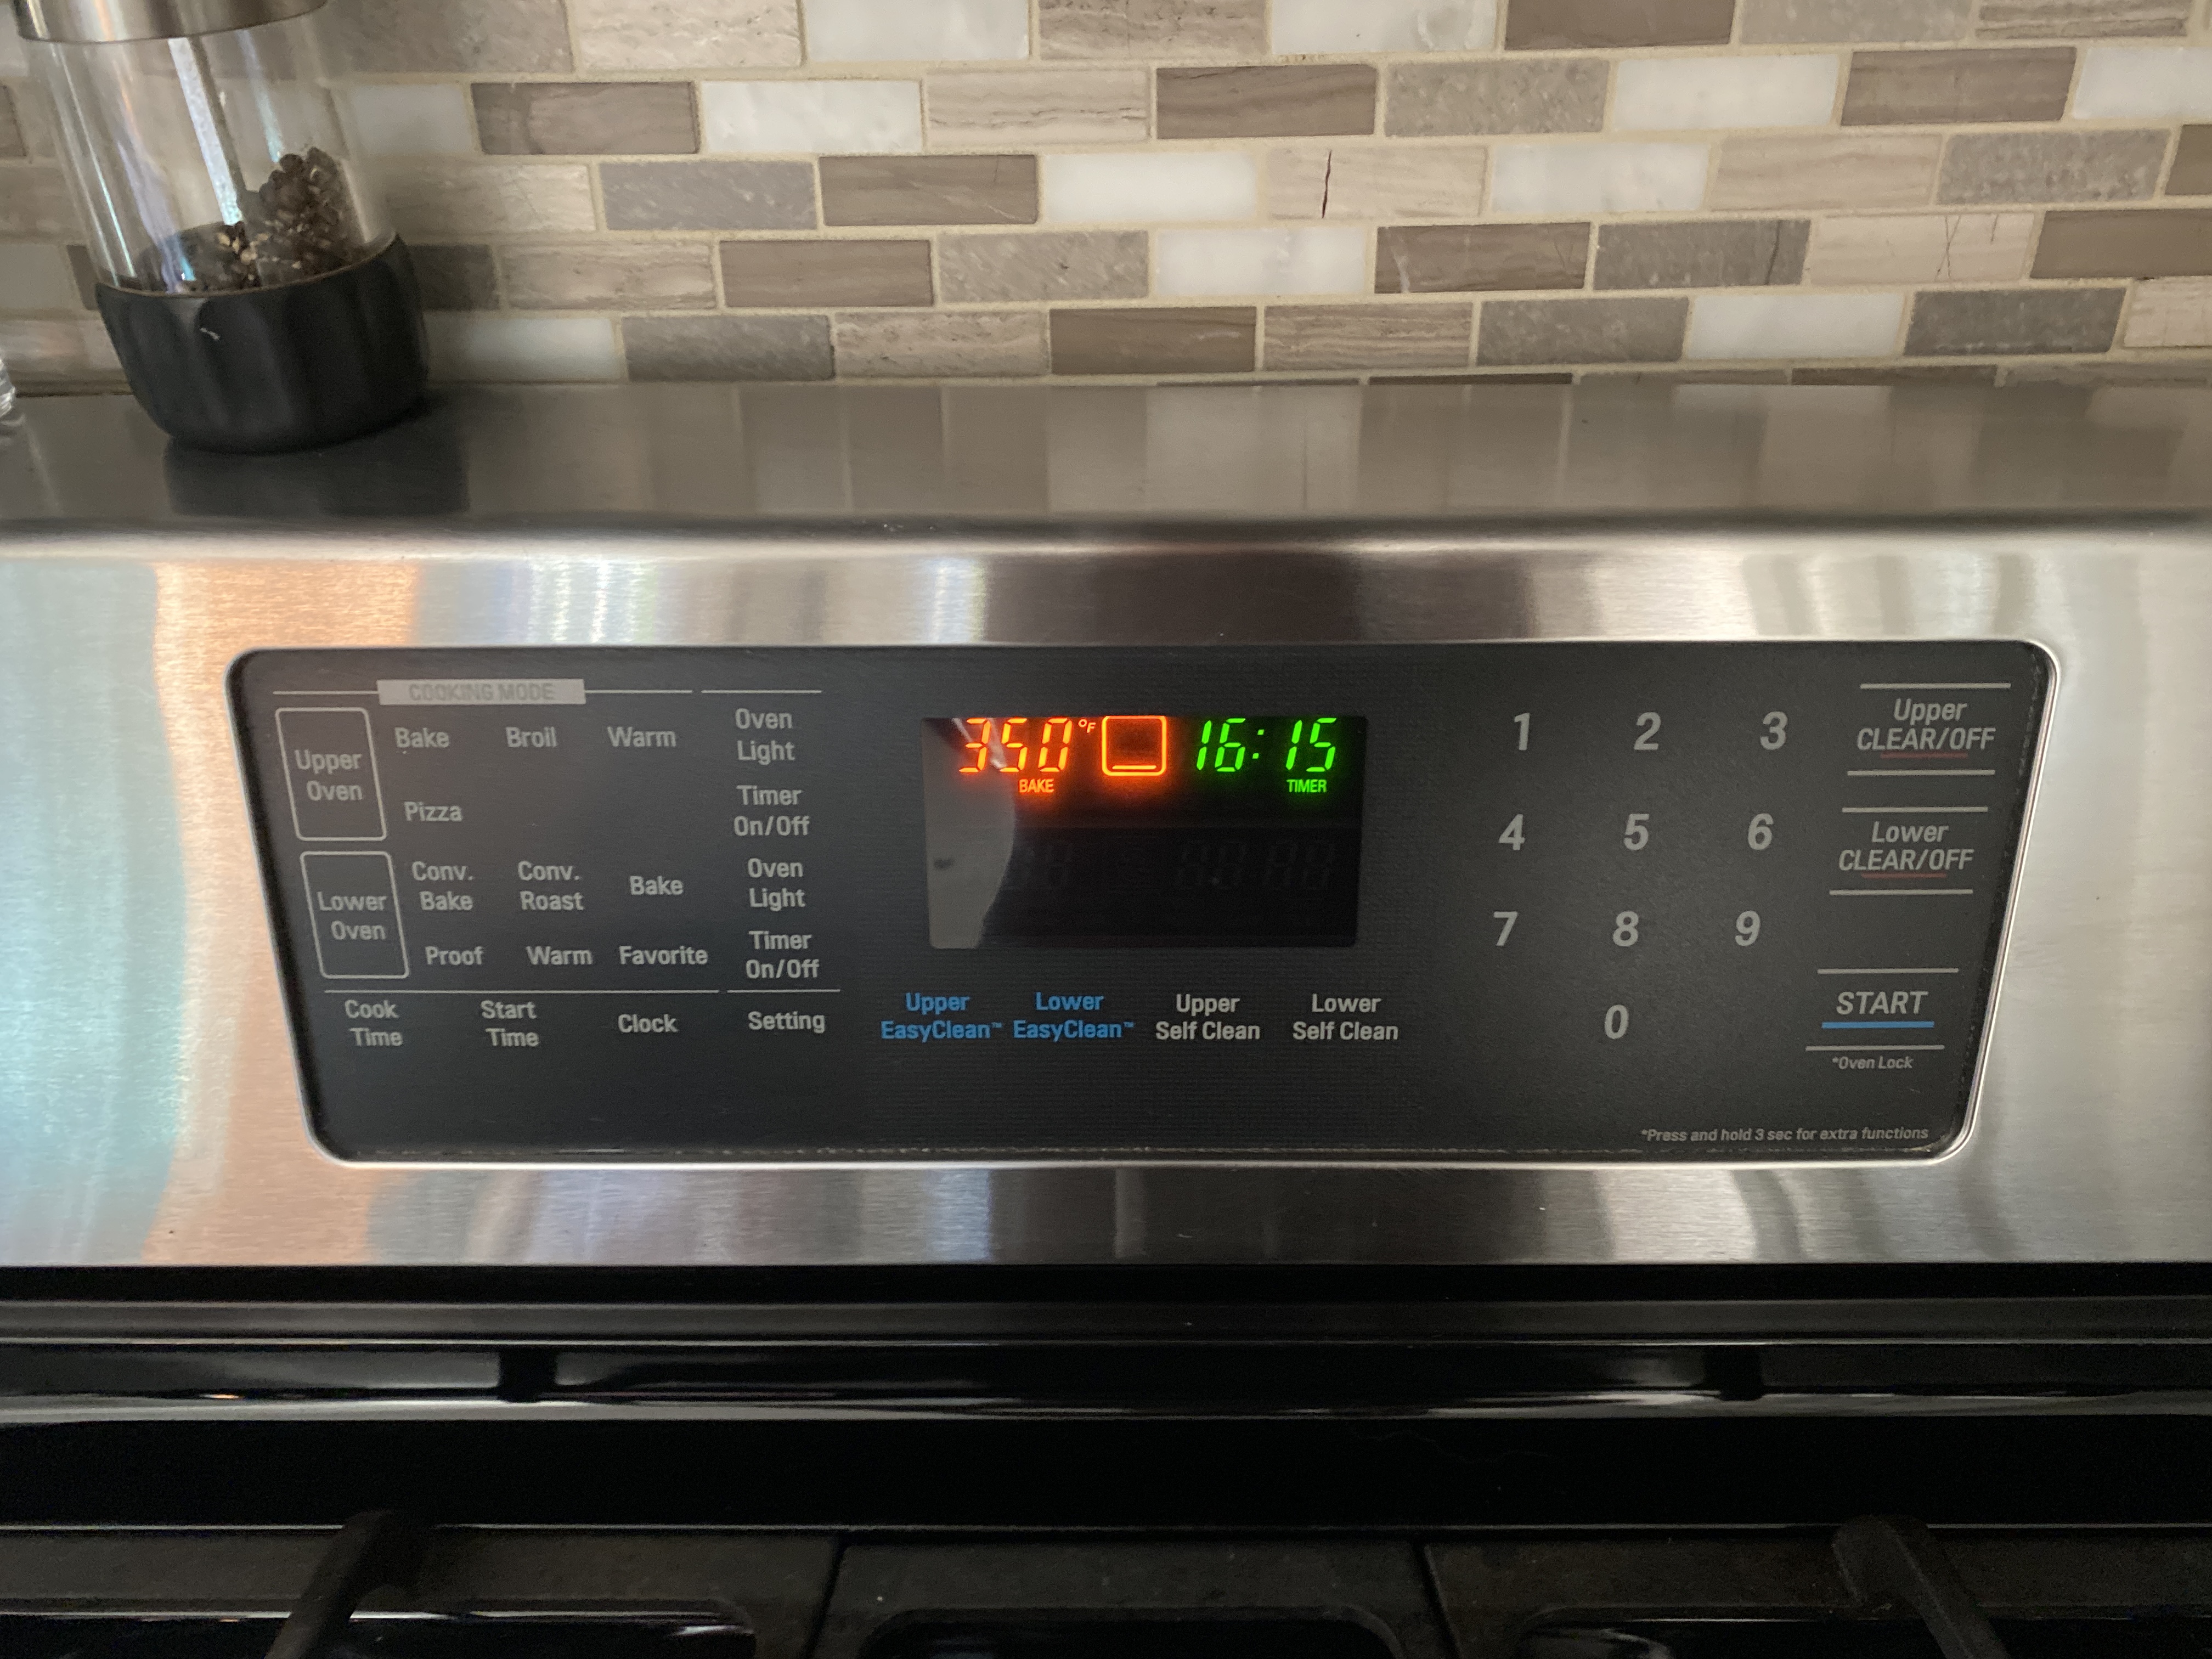 COOKING MODE
Upper
Oven
Bake Broil Warm
Pizza
Oven
Light
Timer
On/Off
Lower
Oven
Conv.
Bake
Conv.
Roast
Bake
Proof Warm Favorite
Oven
Light
Timer
On/Off
Cook
Time
Start
Time
Clock
Setting
350°F 16:15
BAKE TIMER
Upper
EasyClean™
Lower
EasyClean™
Upper
Self Clean
Lower
Self Clean
1 2 3
4 5 6
7 8 9
0
Upper
CLEAR/OFF
Lower
CLEAR/OFF
START
*Oven Lock
*Press and hold 3 sec for extra functions